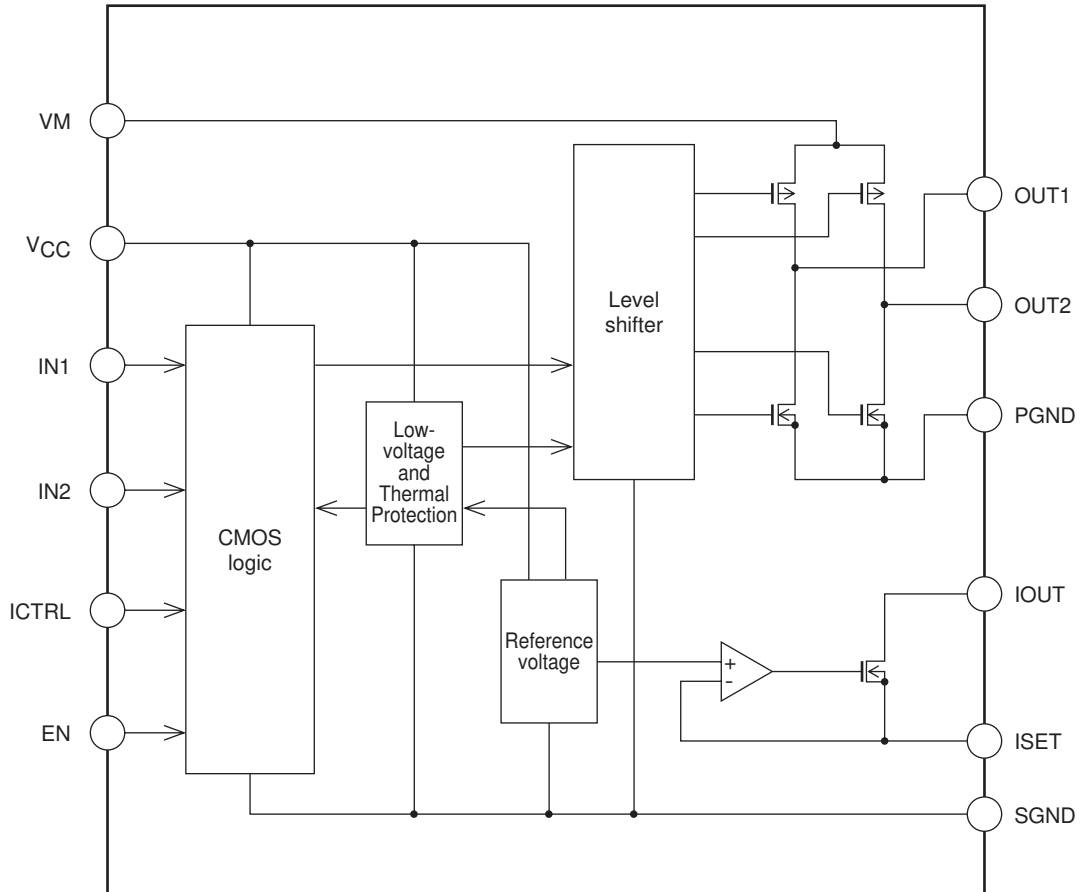 VM
VCC
IN1
IN2
ICTRL
EN
CMOS
logic
Low-
voltage
and
Thermal
Protection
Reference
voltage
Level
shifter
+
-
OUT1
OUT2
PGND
IOUT
ISET
SGND